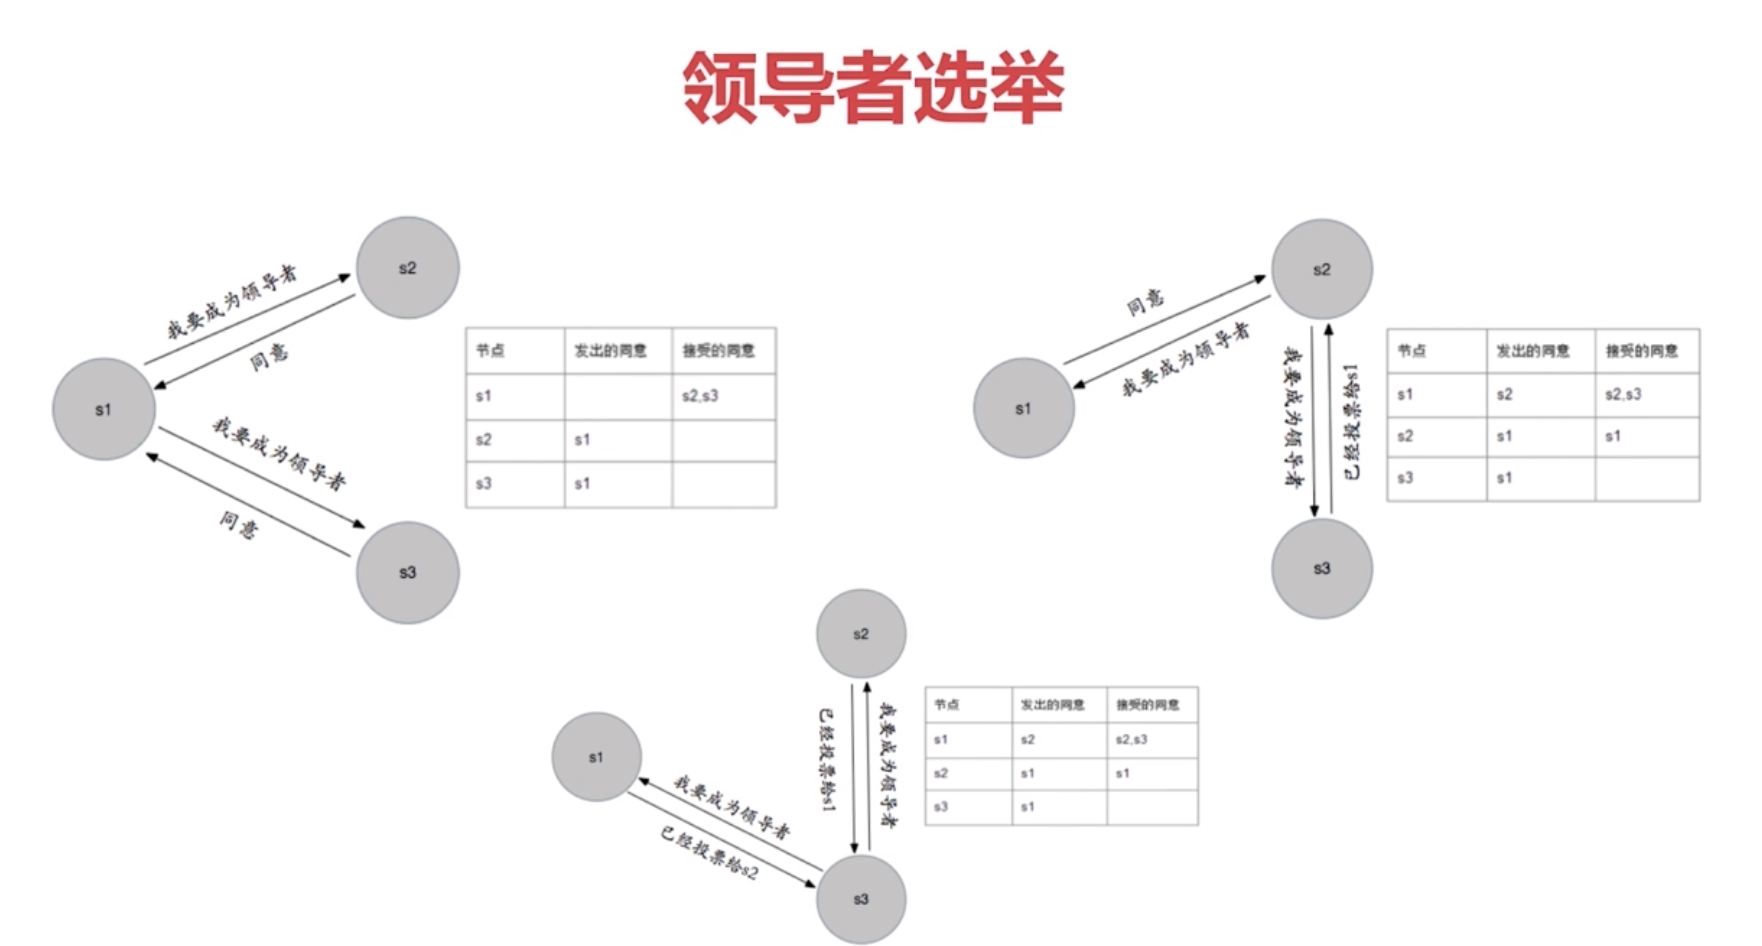 领导者选举
s2
我要成为领导者
同意
s1
我要成为领导者
同意
s3
节点 发出的同意 接受的同意
s1 s2,s3
s2 s1
s3 s1
s2
同意
我要成为领导者
s1
我要成为领导者
已经投票给s1
s3
节点 发出的同意 接受的同意
s1 s2 s2,s3
s2 s1 s1
s3 s1
s2
已经投票给s1
我要成为领导者
s1
我要成为领导者
已经投票给s2
s3
节点 发出的同意 接受的同意
s1 s2 s2,s3
s2 s1 s1
s3 s1